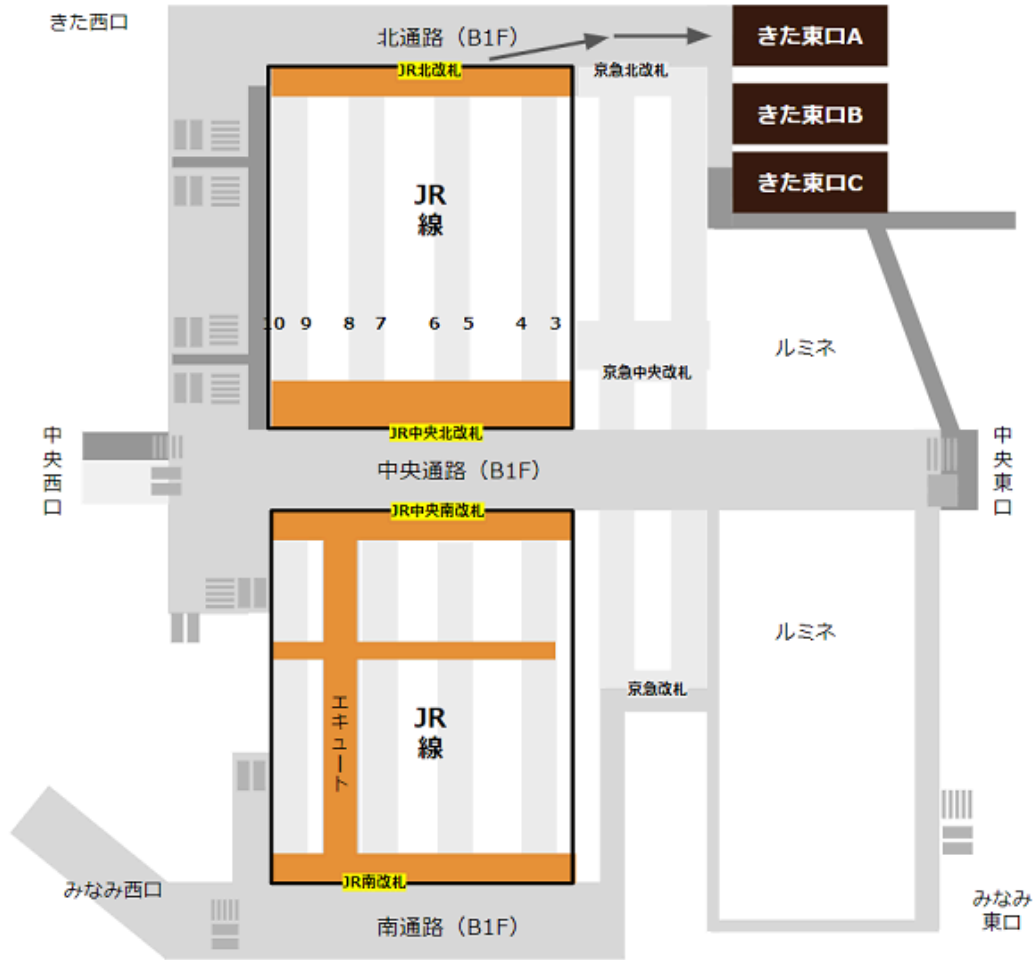 きた西口
北通路（B1F）
きた東口A
JR北改札
京急北改札
きた東口B
きた東口C
JR
線
10 9 8 7 6 5 4 3
ルミネ
京急中央改札
JR中央北改札
中央西口
中央通路（B1F）
中央東口
JR中央南改札
ルミネ
京急改札
エキュート
JR
線
JR南改札
みなみ西口
みなみ
東口
南通路（B1F）